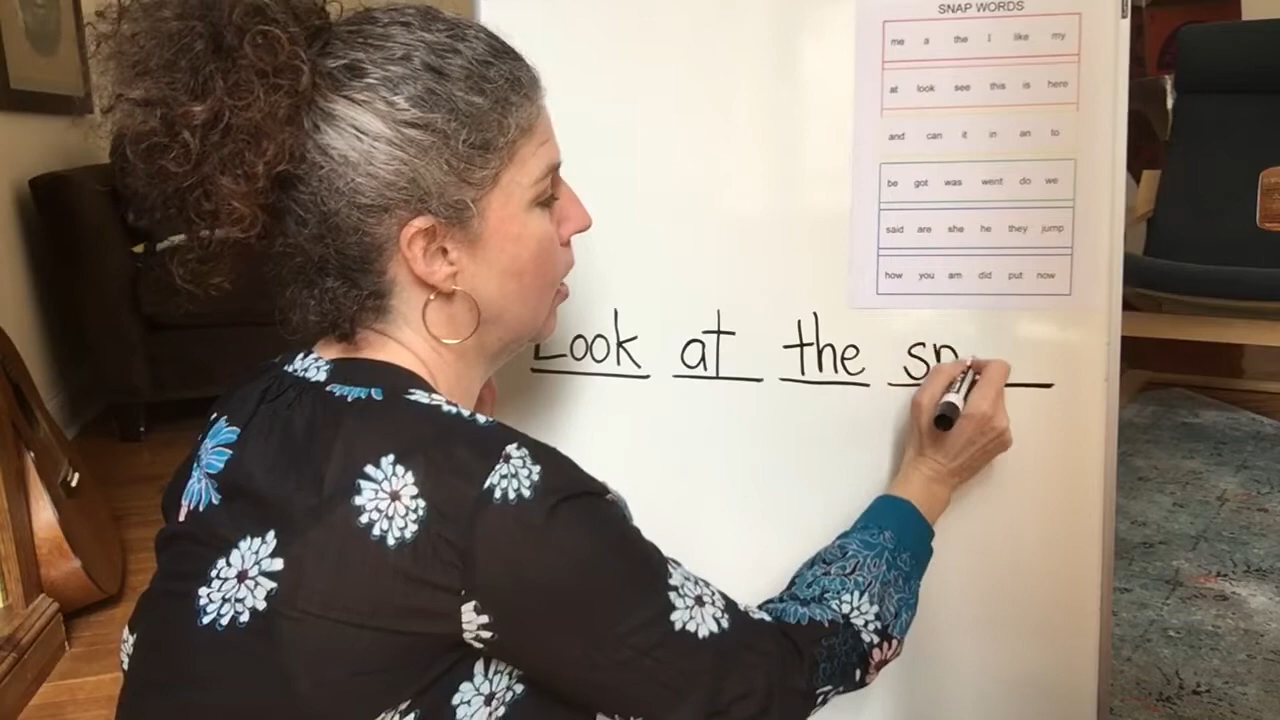 SNAP WORDS
me a the I like my
at look see this is here
and can it in an to
be got was went do we
said are she he they jump
how you am did put now
Look at the